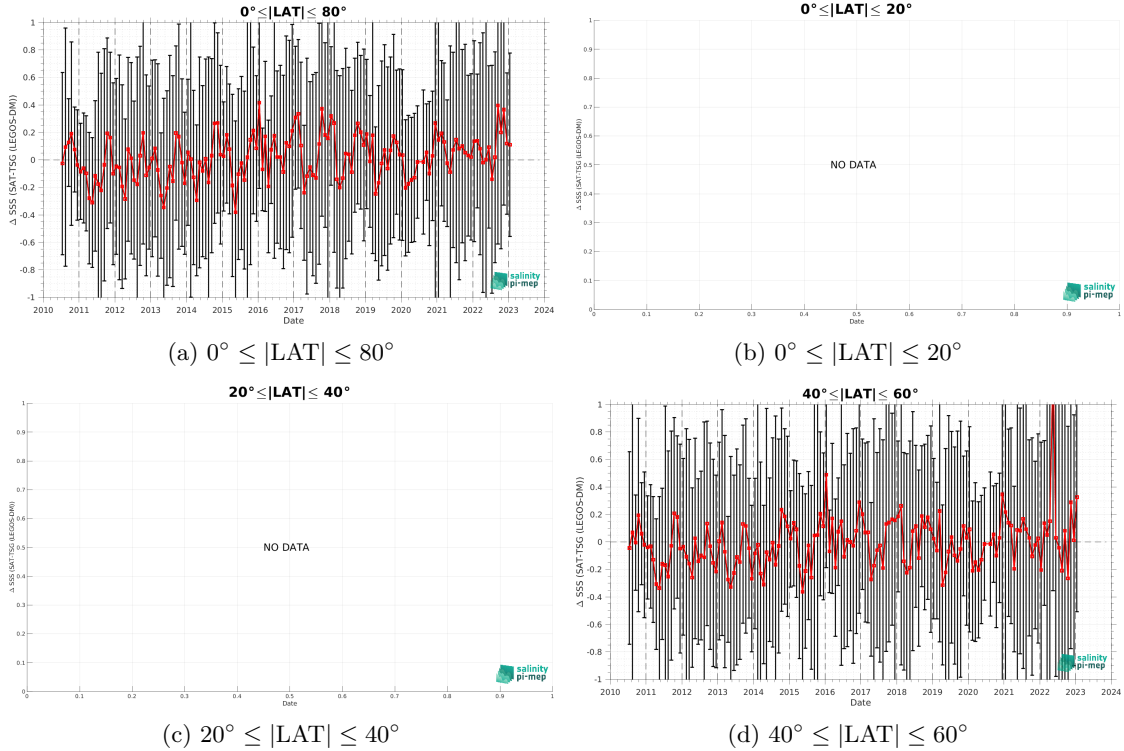 0°≤|LAT|≤ 80°
Δ SSS (SAT-TSG (LEGOS-DM))
1
0.8
0.6
0.4
0.2
0
-0.2
-0.4
-0.6
-0.8
-1
2010 2011 2012 2013 2014 2015 2016 2017 2018 2019 2020 2021 2022 2023 2024
Date
salinity
pi-mep
(a) 0° ≤ |LAT| ≤ 80°
0°≤|LAT|≤ 20°
Δ SSS (SAT-TSG (LEGOS-DM))
1
0.9
0.8
0.7
0.6
0.5
0.4
0.3
0.2
0.1
0
NO DATA
0 0.1 0.2 0.3 0.4 0.5 0.6 0.7 0.8 0.9 1
Date
salinity
pi-mep
(b) 0° ≤ |LAT| ≤ 20°
20°≤|LAT|≤ 40°
Δ SSS (SAT-TSG (LEGOS-DM))
1
0.9
0.8
0.7
0.6
0.5
0.4
0.3
0.2
0.1
0
NO DATA
0 0.1 0.2 0.3 0.4 0.5 0.6 0.7 0.8 0.9 1
Date
salinity
pi-mep
(c) 20° ≤ |LAT| ≤ 40°
40°≤|LAT|≤ 60°
Δ SSS (SAT-TSG (LEGOS-DM))
1
0.8
0.6
0.4
0.2
0
-0.2
-0.4
-0.6
-0.8
-1
2010 2011 2012 2013 2014 2015 2016 2017 2018 2019 2020 2021 2022 2023 2024
Date
salinity
pi-mep
(d) 40° ≤ |LAT| ≤ 60°